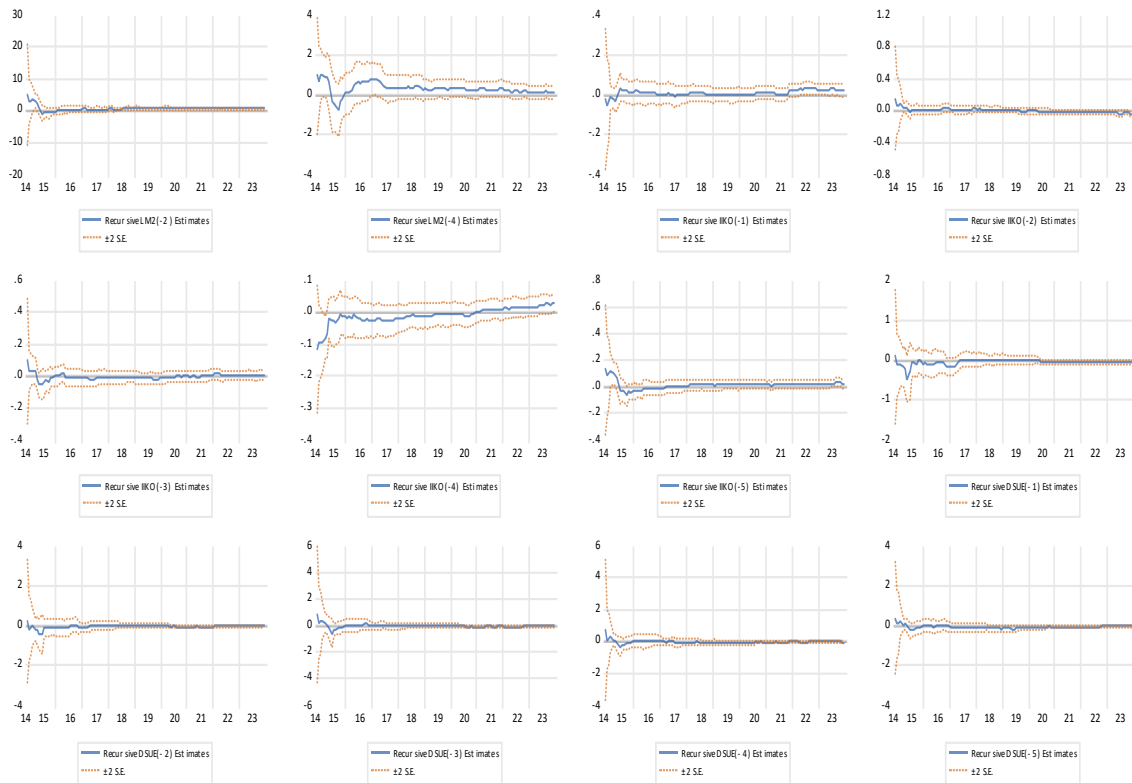 30
20
10
0
-10
-20
14 15 16 17 18 19 20 21 22 23
Recursive LM2(-2) Estimates
±2 S.E.
4
2
0
-2
-4
14 15 16 17 18 19 20 21 22 23
Recursive LM2(-4) Estimates
±2 S.E.
.4
.2
.0
-.2
-.4
14 15 16 17 18 19 20 21 22 23
Recursive IIKO(-1) Estimates
±2 S.E.
1.2
0.8
0.4
0.0
-0.4
-0.8
14 15 16 17 18 19 20 21 22 23
Recursive IIKO(-2) Estimates
±2 S.E.
.6
.4
.2
.0
-.2
-.4
14 15 16 17 18 19 20 21 22 23
Recursive IIKO(-3) Estimates
±2 S.E.
.1
.0
-.1
-.2
-.3
-.4
14 15 16 17 18 19 20 21 22 23
Recursive IIKO(-4) Estimates
±2 S.E.
.8
.6
.4
.2
.0
-.2
-.4
14 15 16 17 18 19 20 21 22 23
Recursive IIKO(-5) Estimates
±2 S.E.
2
1
0
-1
-2
14 15 16 17 18 19 20 21 22 23
Recursive DSUE(-1) Estimates
±2 S.E.
4
2
0
-2
-4
14 15 16 17 18 19 20 21 22 23
Recursive DSUE(-2) Estimates
±2 S.E.
6
4
2
0
-2
-4
-6
14 15 16 17 18 19 20 21 22 23
Recursive DSUE(-3) Estimates
±2 S.E.
6
4
2
0
-2
-4
14 15 16 17 18 19 20 21 22 23
Recursive DSUE(-4) Estimates
±2 S.E.
4
2
0
-2
-4
14 15 16 17 18 19 20 21 22 23
Recursive DSUE(-5) Estimates
±2 S.E.